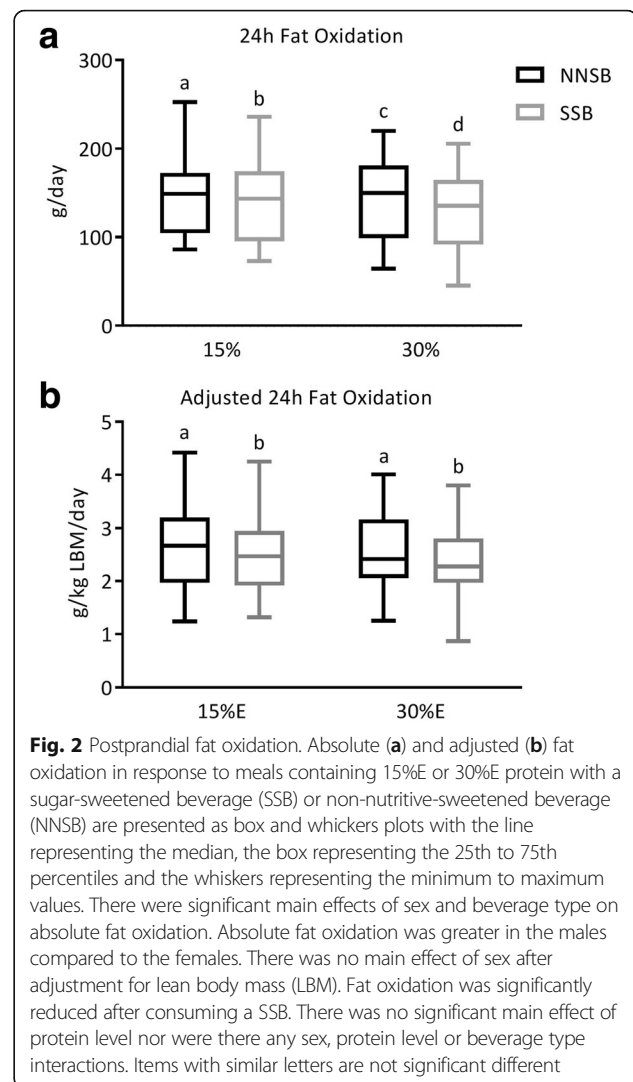 a
24h Fat Oxidation
300
200
100
0
g/day
a
b
c
d
NNSB
SSB
15%
30%
b
Adjusted 24h Fat Oxidation
5
4
3
2
1
0
g/kg LBM/day
a
b
a
b
15%E
30%E
Fig. 2 Postprandial fat oxidation. Absolute (a) and adjusted (b) fat
oxidation in response to meals containing 15%E or 30%E protein with a
sugar-sweetened beverage (SSB) or non-nutritive-sweetened beverage
(NNSB) are presented as box and whickers plots with the line
representing the median, the box representing the 25th to 75th
percentiles and the whiskers representing the minimum to maximum
values. There were significant main effects of sex and beverage type on
absolute fat oxidation. Absolute fat oxidation was greater in the males
compared to the females. There was no main effect of sex after
adjustment for lean body mass (LBM). Fat oxidation was significantly
reduced after consuming a SSB. There was no significant main effect of
protein level nor were there any sex, protein level or beverage type
interactions. Items with similar letters are not significant different